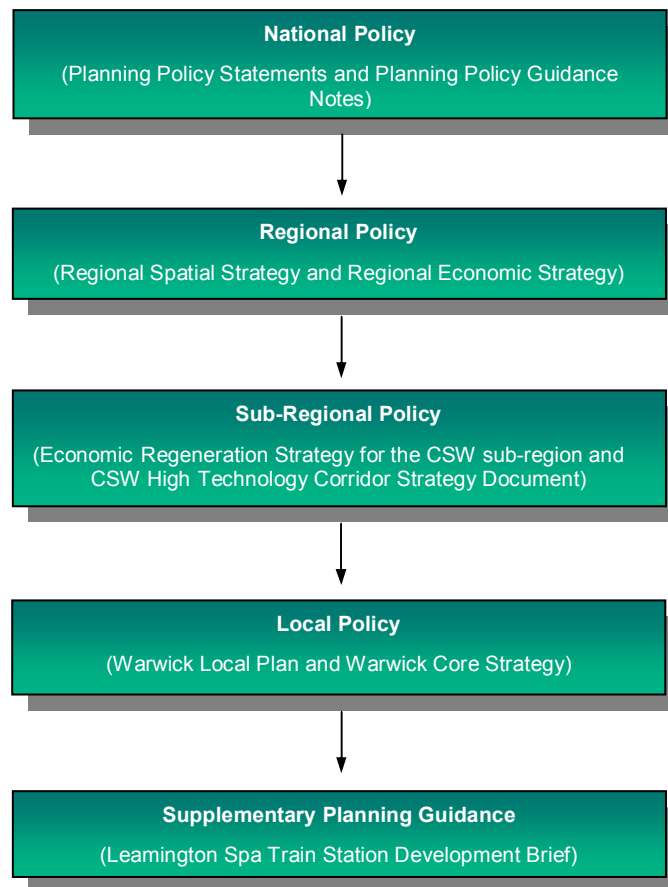 National Policy
(Planning Policy Statements and Planning Policy Guidance
Notes)
Regional Policy
(Regional Spatial Strategy and Regional Economic Strategy)
Sub-Regional Policy
(Economic Regeneration Strategy for the CSW sub-region and
CSW High Technology Corridor Strategy Document)
Local Policy
(Warwick Local Plan and Warwick Core Strategy)
Supplementary Planning Guidance
(Leamington Spa Train Station Development Brief)